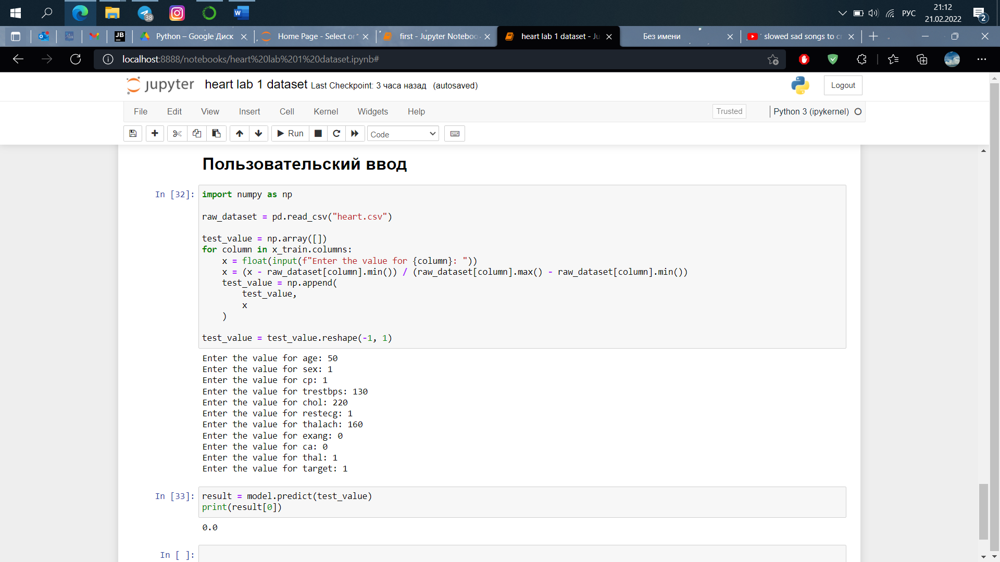 21:12
38
W
РУС
21.02.2022
2
JB
Python – Google Диск
Home Page - Select or
first - Jupyter Noteboo
heart lab 1 dataset - Ju
Без имени
slowed sad songs to cr
localhost:8888/notebooks/heart%20lab%201%20dataset.ipynb#
jupyter heart lab 1 dataset Last Checkpoint: 3 часа назад (autosaved)
Logout
File Edit View Insert Cell Kernel Widgets Help
Trusted
Python 3 (ipykernel)
Run
Code
Пользовательский ввод
In [32]: import numpy as np
raw_dataset = pd.read_csv("heart.csv")
test_value = np.array([])
for column in x_train.columns:
    x = float(input(f"Enter the value for {column}: "))
    x = (x - raw_dataset[column].min()) / (raw_dataset[column].max() - raw_dataset[column].min())
    test_value = np.append(
        test_value,
        x
    )
test_value = test_value.reshape(-1, 1)
Enter the value for age: 50
Enter the value for sex: 1
Enter the value for cp: 1
Enter the value for trestbps: 130
Enter the value for chol: 220
Enter the value for restecg: 1
Enter the value for thalach: 160
Enter the value for exang: 0
Enter the value for ca: 0
Enter the value for thal: 1
Enter the value for target: 1
In [33]: result = model.predict(test_value)
print(result[0])
0.0
In [ ]: